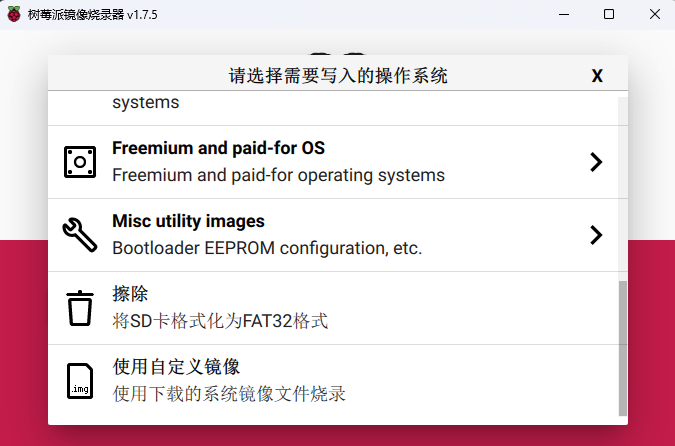 树莓派镜像烧录器 v1.7.5
请选择需要写入的操作系统
X
systems
Freemium and paid-for OS
Freemium and paid-for operating systems
Misc utility images
Bootloader EEPROM configuration, etc.
擦除
将SD卡格式化为FAT32格式
使用自定义镜像
.img
使用下载的系统镜像文件烧录